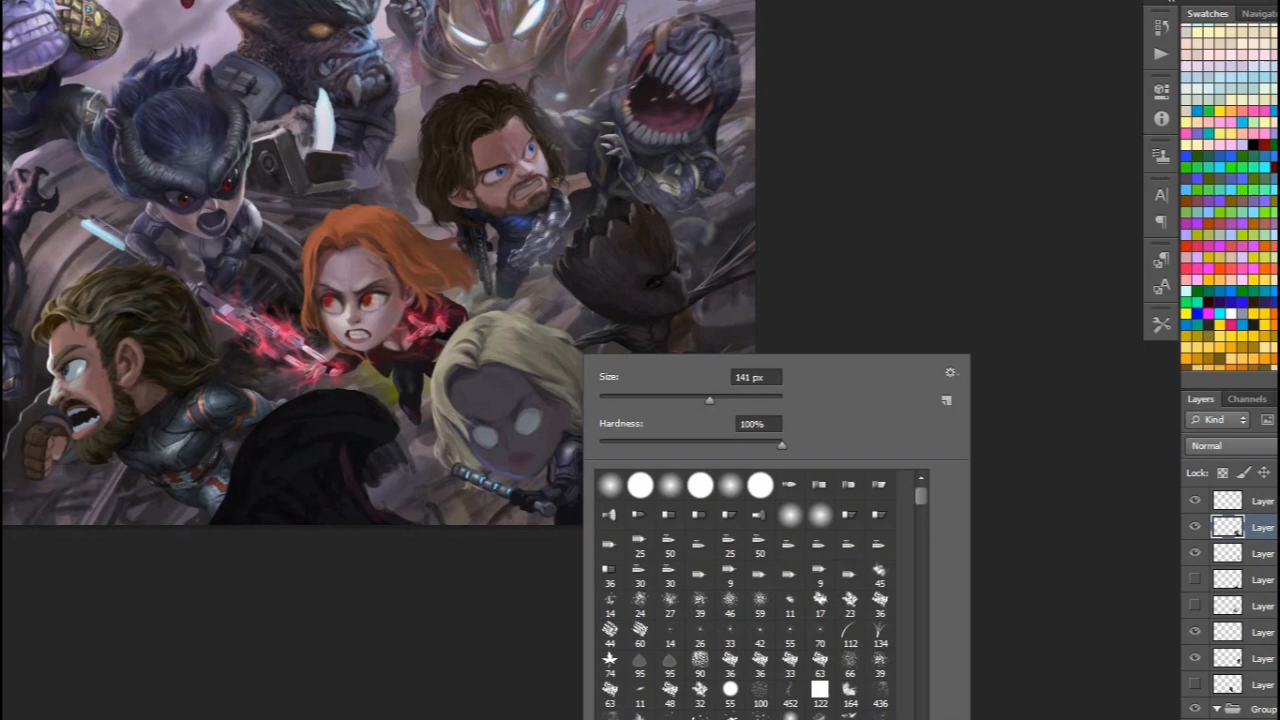 Swatches Navigat
Size: 141 px
Hardness: 100%
Layers Channels
Kind
Normal
Lock:
Layer
Layer
Layer
Layer
Layer
Layer
Layer
Layer
Group
25 50 25 50
36 30 30 9 9 45
14 24 27 39 46 59 11 17 23 36
44 60 14 26 33 42 55 70 112 134
74 95 95 90 36 36 33 63 66 39
63 11 48 32 55 100 452 122 164 436